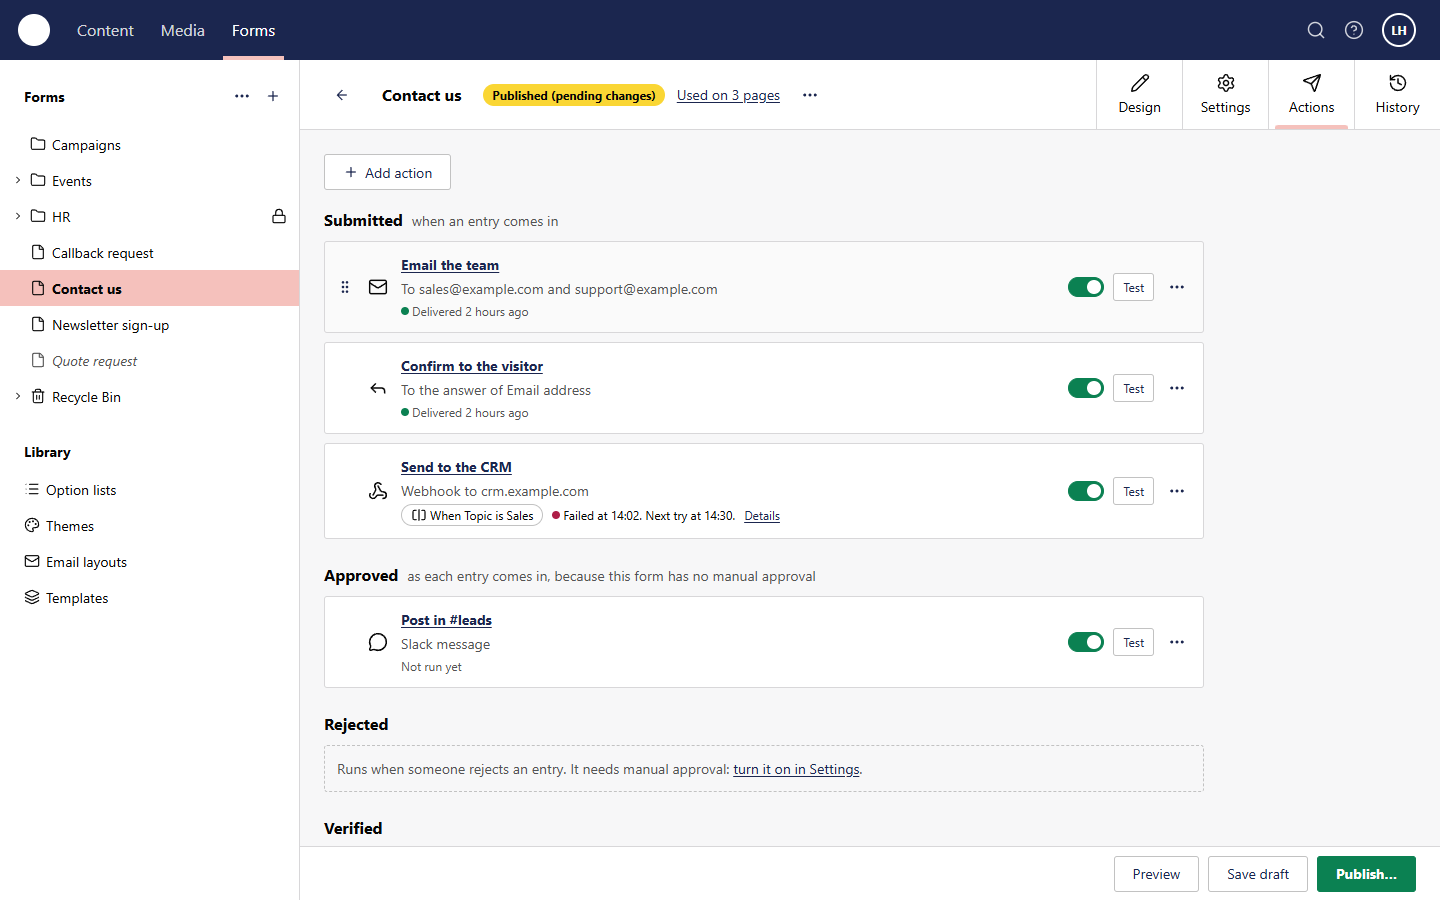 Content
Media
Forms
LH
Forms
Campaigns
Events
HR
Callback request
Contact us
Newsletter sign-up
Quote request
Recycle Bin
Library
Option lists
Themes
Email layouts
Templates
Contact us
Published (pending changes)
Used on 3 pages
Design
Settings
Actions
History
Add action
Submitted when an entry comes in
Email the team
To sales@example.com and support@example.com
Delivered 2 hours ago
Test
Confirm to the visitor
To the answer of Email address
Delivered 2 hours ago
Test
Send to the CRM
Webhook to crm.example.com
When Topic is Sales
Failed at 14:02. Next try at 14:30. Details
Test
Approved as each entry comes in, because this form has no manual approval
Post in #leads
Slack message
Not run yet
Test
Rejected
Runs when someone rejects an entry. It needs manual approval: turn it on in Settings.
Verified
Preview
Save draft
Publish...